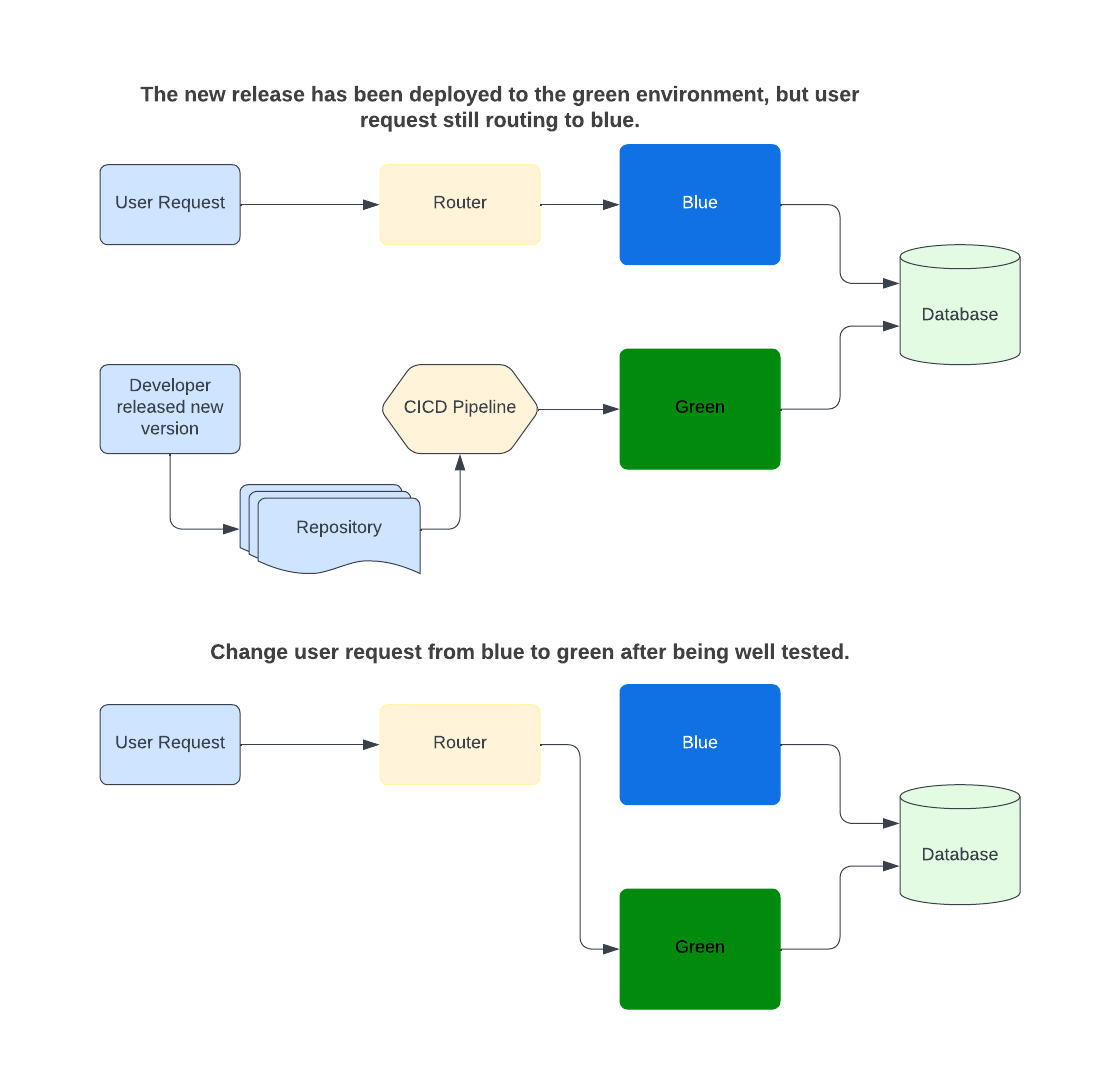 The new release has been deployed to the green environment, but user
request still routing to blue.
User Request
Router
Blue
Database
Developer
released new
version
CICD Pipeline
Green
Repository
Change user request from blue to green after being well tested.
User Request
Router
Blue
Database
Green